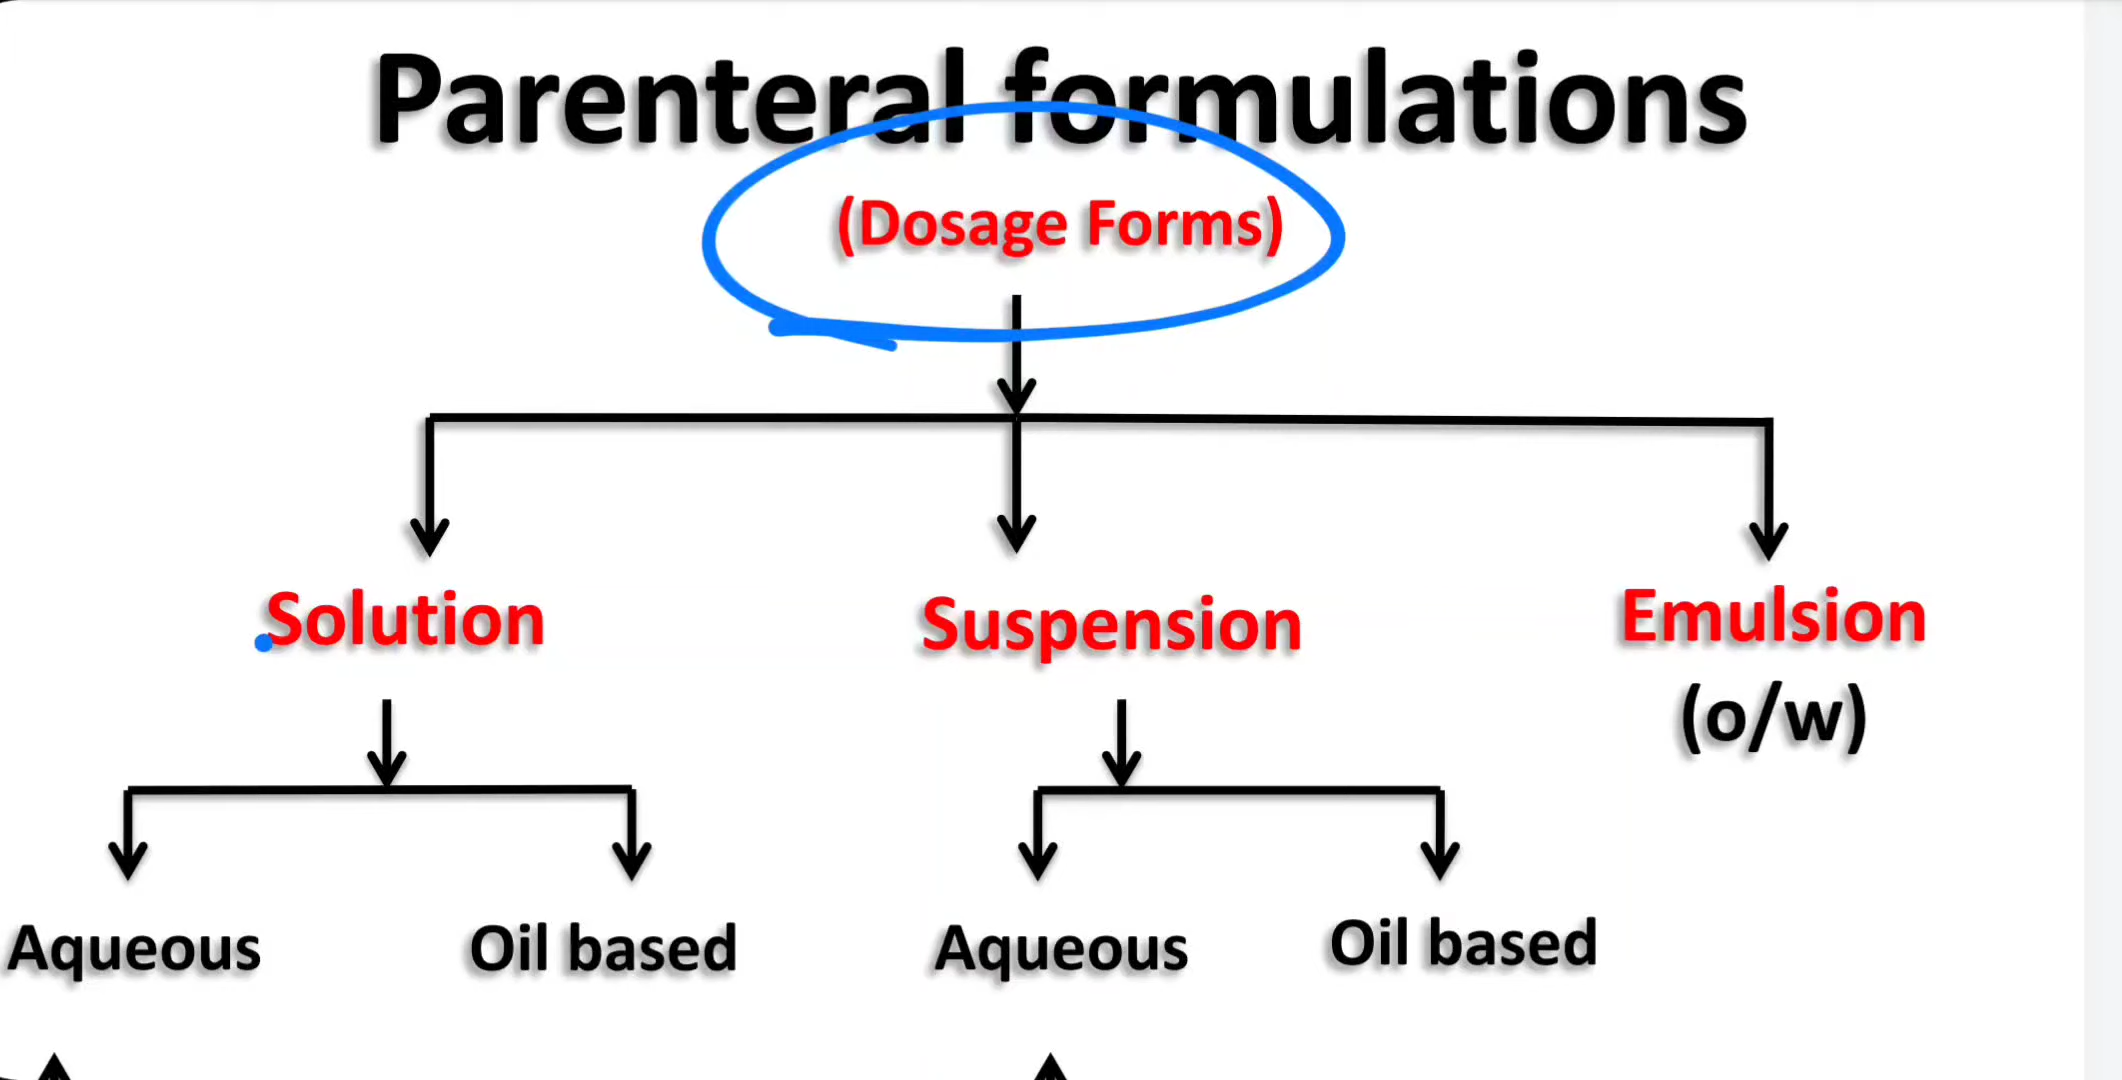 Parenteral formulations
(Dosage Forms)
Solution
Suspension
Emulsion
(o/w)
Aqueous
Oil based
Aqueous
Oil based